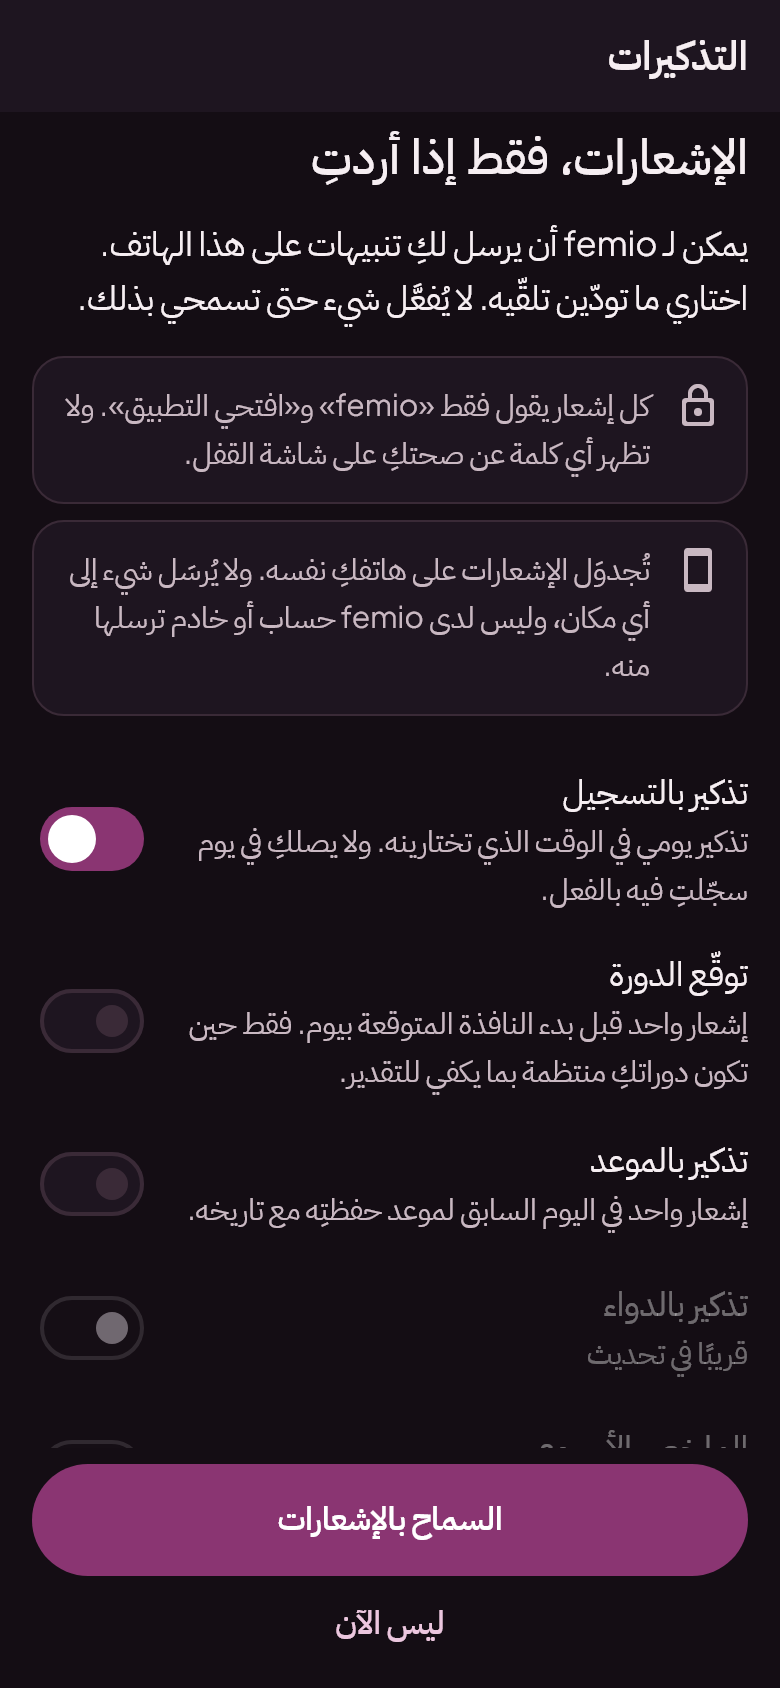 التذكيرات
الإشعارات، فقط إذا أردتِ
يمكن لـ femio أن يرسل لكِ تنبيهات على هذا الهاتف.
اختاري ما تودّين تلقّيه. لا يُفعَّل شيء حتى تسمحي بذلك.
كل إشعار يقول فقط «femio» و«افتحي التطبيق». ولا
تظهر أي كلمة عن صحتكِ على شاشة القفل.
تُجدوَل الإشعارات على هاتفكِ نفسه. ولا يُرسَل شيء إلى
أي مكان، وليس لدى femio حساب أو خادم ترسلها
منه.
تذكير بالتسجيل
تذكير يومي في الوقت الذي تختارينه. ولا يصلكِ في يوم
سجّلتِ فيه بالفعل.
توقّع الدورة
إشعار واحد قبل بدء النافذة المتوقعة بيوم. فقط حين
تكون دوراتكِ منتظمة بما يكفي للتقدير.
تذكير بالموعد
إشعار واحد في اليوم السابق لموعد حفظتِه مع تاريخه.
تذكير بالدواء
قريبًا في تحديث
السماح بالإشعارات
ليس الآن